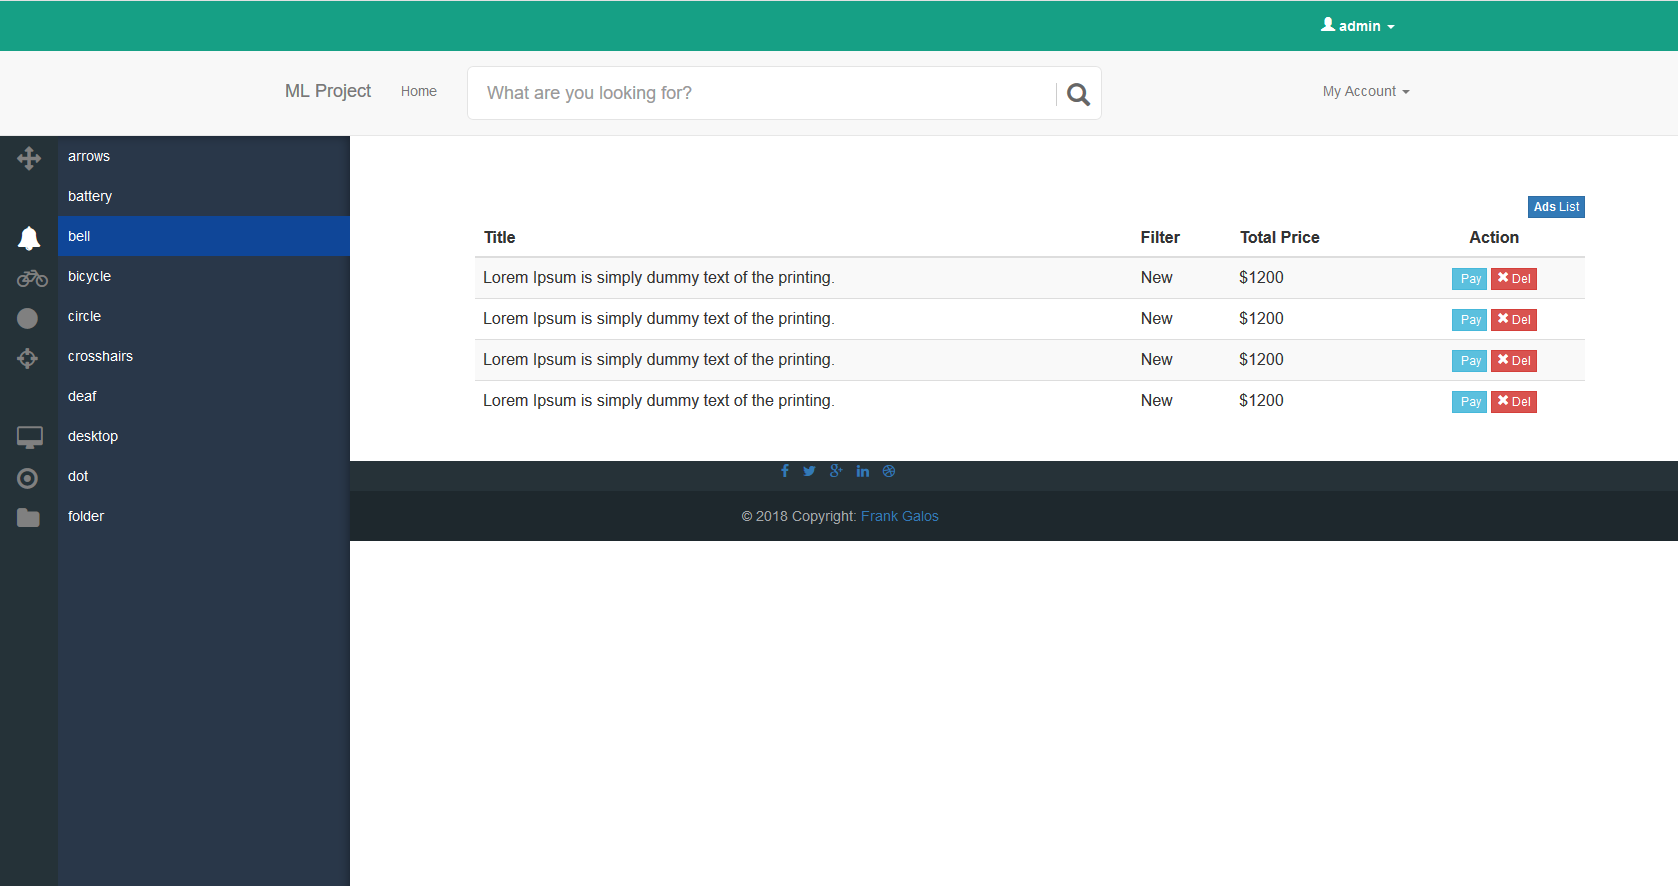 admin
ML Project Home What are you looking for? My Account
arrows
battery
bell
bicycle
circle
crosshairs
deaf
desktop
dot
folder
Ads List
Title Filter Total Price Action
Lorem Ipsum is simply dummy text of the printing. New $1200 Pay Del
Lorem Ipsum is simply dummy text of the printing. New $1200 Pay Del
Lorem Ipsum is simply dummy text of the printing. New $1200 Pay Del
Lorem Ipsum is simply dummy text of the printing. New $1200 Pay Del
© 2018 Copyright: Frank Galos